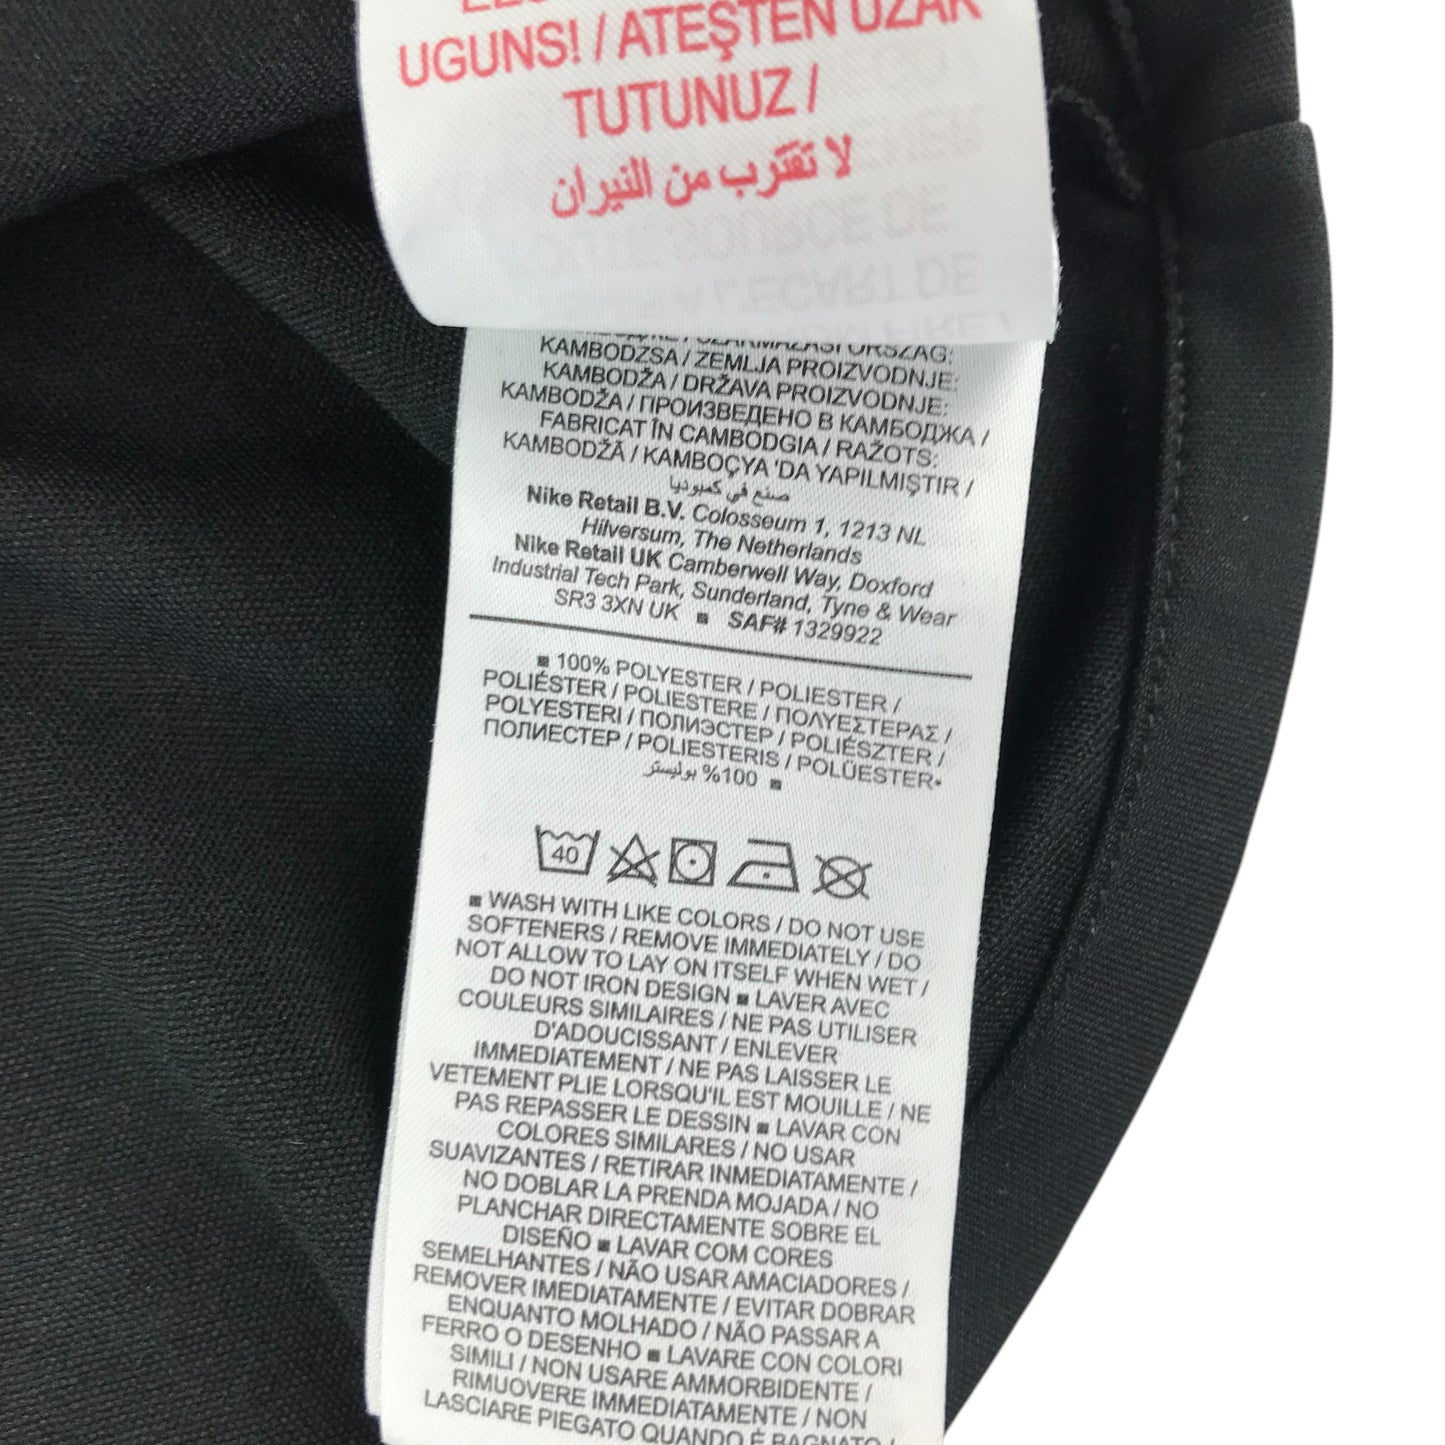 UGUNS! / ATEŞTEN UZAK
TUTUNUZ /
لا تقترب من النيران
ORSZÁG:
KAMBODZSA / ZEMLJA PROIZVODNJE:
KAMBODŽA / DRŽAVA PROIZVODNJE:
KAMBODŽA / ПРОИЗВЕДЕНО В КАМБОДЖА /
FABRICAT ÎN CAMBODGIA / RAŽOTS:
KAMBODŽĀ / KAMBOÇYA 'DA YAPILMIŞTIR /
صنع في كمبوديا
Nike Retail B.V. Colosseum 1, 1213 NL
Hilversum, The Netherlands
Nike Retail UK Camberwell Way, Doxford
Industrial Tech Park, Sunderland, Tyne & Wear
SR3 3XN UK ■ SAF# 1329922
■ 100% POLYESTER / POLIESTER /
POLIÉSTER / POLIESTERE / ΠΟΛΥΕΣΤΕΡΑΣ /
POLYESTERI / ПОЛИЭСТЕР / POLIÉSZTER /
ПОЛИЕСТЕР / POLIESTERIS / POLÜESTER•
100% بوليستر ■
40
■ WASH WITH LIKE COLORS / DO NOT USE
SOFTENERS / REMOVE IMMEDIATELY / DO
NOT ALLOW TO LAY ON ITSELF WHEN WET /
DO NOT IRON DESIGN ■ LAVER AVEC
COULEURS SIMILAIRES / NE PAS UTILISER
D'ADOUCISSANT / ENLEVER
IMMEDIATEMENT / NE PAS LAISSER LE
VETEMENT PLIE LORSQU'IL EST MOUILLE / NE
PAS REPASSER LE DESSIN ■ LAVAR CON
COLORES SIMILARES / NO USAR
SUAVIZANTES / RETIRAR INMEDIATAMENTE /
NO DOBLAR LA PRENDA MOJADA / NO
PLANCHAR DIRECTAMENTE SOBRE EL
DISEÑO ■ LAVAR COM CORES
SEMELHANTES / NÃO USAR AMACIADORES /
REMOVER IMEDIATAMENTE / EVITAR DOBRAR
ENQUANTO MOLHADO / NÃO PASSAR A
FERRO O DESENHO ■ LAVARE CON COLORI
SIMILI / NON USARE AMMORBIDENTE /
RIMUOVERE IMMEDIATAMENTE / NON
LASCIARE PIEGATO QUANDO È BAGNATO /